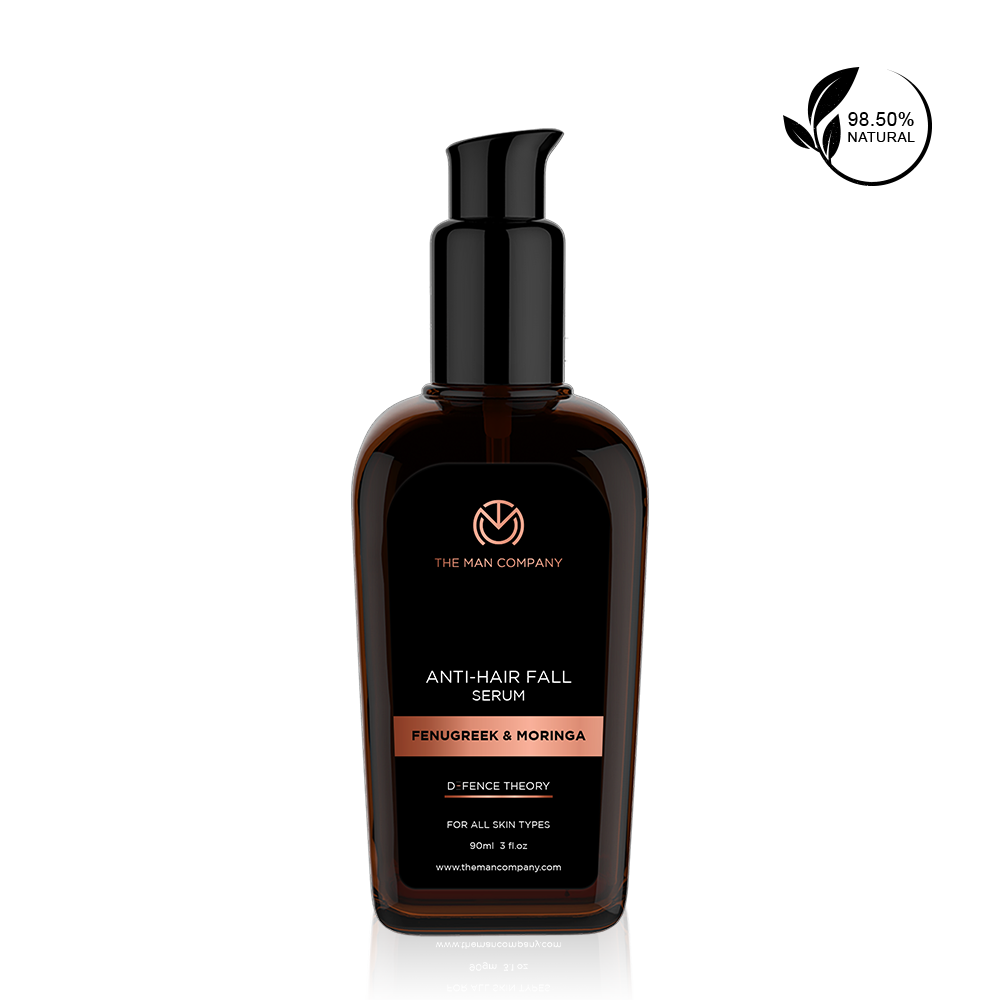 98.50%
NATURAL
THE MAN COMPANY
ANTI-HAIR FALL
SERUM
FENUGREEK & MORINGA
DEFENCE THEORY
FOR ALL SKIN TYPES
90ml 3 fl.oz
www.themancompany.com